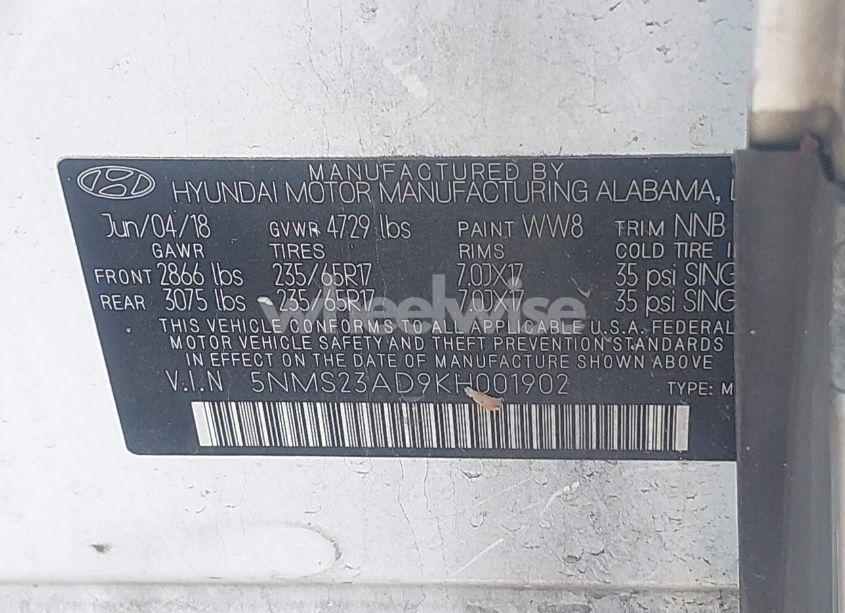 MANUFACTURED BY
HYUNDAI MOTOR MANUFACTURING ALABAMA,
Jun/04/18 GVWR 4729 lbs PAINT WW8 TRIM NNB
GAWR TIRES RIMS COLD TIRE
FRONT 2866 lbs 235/65R17 7.0JX17 35 psi SING
REAR 3075 lbs 235/65R17 7.0JX17 35 psi SING
wheelwise
THIS VEHICLE CONFORMS TO ALL APPLICABLE U.S.A. FEDERAL
MOTOR VEHICLE SAFETY AND THEFT PREVENTION STANDARDS
IN EFFECT ON THE DATE OF MANUFACTURE SHOWN ABOVE
V.I.N 5NMS23AD9KH001902 TYPE: M